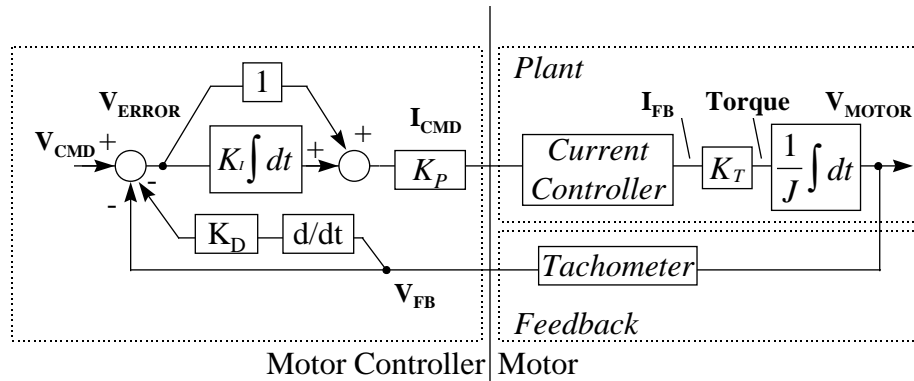 Plant
1
V_ERROR
I_CMD
I_FB
Torque
V_MOTOR
V_CMD
+
+
+
-
-
K_I ∫ dt
K_P
Current
Controller
K_T
1/J ∫ dt
K_D
d/dt
Tachometer
V_FB
Feedback
Motor Controller
Motor